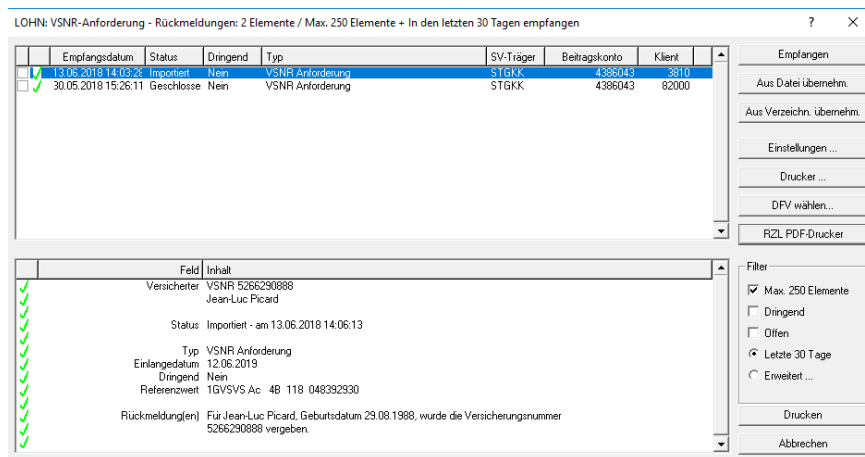 LOHN: VSNR-Anforderung - Rückmeldungen: 2 Elemente / Max. 250 Elemente + In den letzten 30 Tagen empfangen ? ×
Empfangsdatum Status Dringend Typ SV-Träger Beitragskonto Klient
13.06.2018 14:03:28 Importiert Nein VSNR Anforderung STGKK 4386043 3810
30.05.2018 15:26:11 Geschlosse Nein VSNR Anforderung STGKK 4386043 82000
Empfangen
Aus Datei übernehm.
Aus Verzeichn. übernehm.
Einstellungen ...
Drucker ...
DFV wählen...
RZL PDF-Drucker
Feld Inhalt
Versicherter VSNR 5266290888
Jean-Luc Picard
Status Importiert - am 13.06.2018 14:06:13
Typ VSNR Anforderung
Einlangedatum 12.06.2019
Dringend Nein
Referenzwert 1GVSVS Ac 4B 118 048392930
Rückmeldung(en) Für Jean-Luc Picard, Geburtsdatum 29.08.1988, wurde die Versicherungsnummer
5266290888 vergeben.
Filter
Max. 250 Elemente
Dringend
Offen
Letzte 30 Tage
Erweitert ...
Drucken
Abbrechen